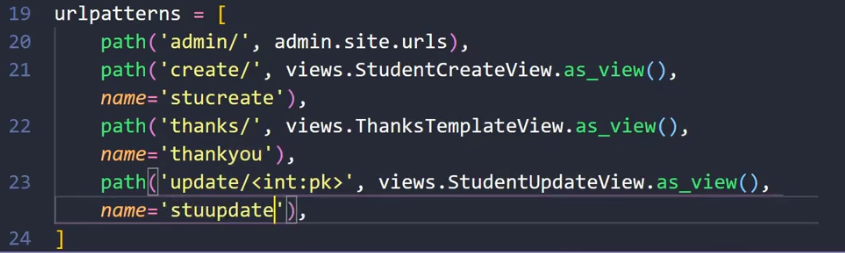 19 urlpatterns = [
20 path('admin/', admin.site.urls),
21 path('create/', views.StudentCreateView.as_view(),
name='stucreate'),
22 path('thanks/', views.ThanksTemplateView.as_view(),
name='thankyou'),
23 path('update/<int:pk>', views.StudentUpdateView.as_view(),
name='stuupdate'),
24 ]